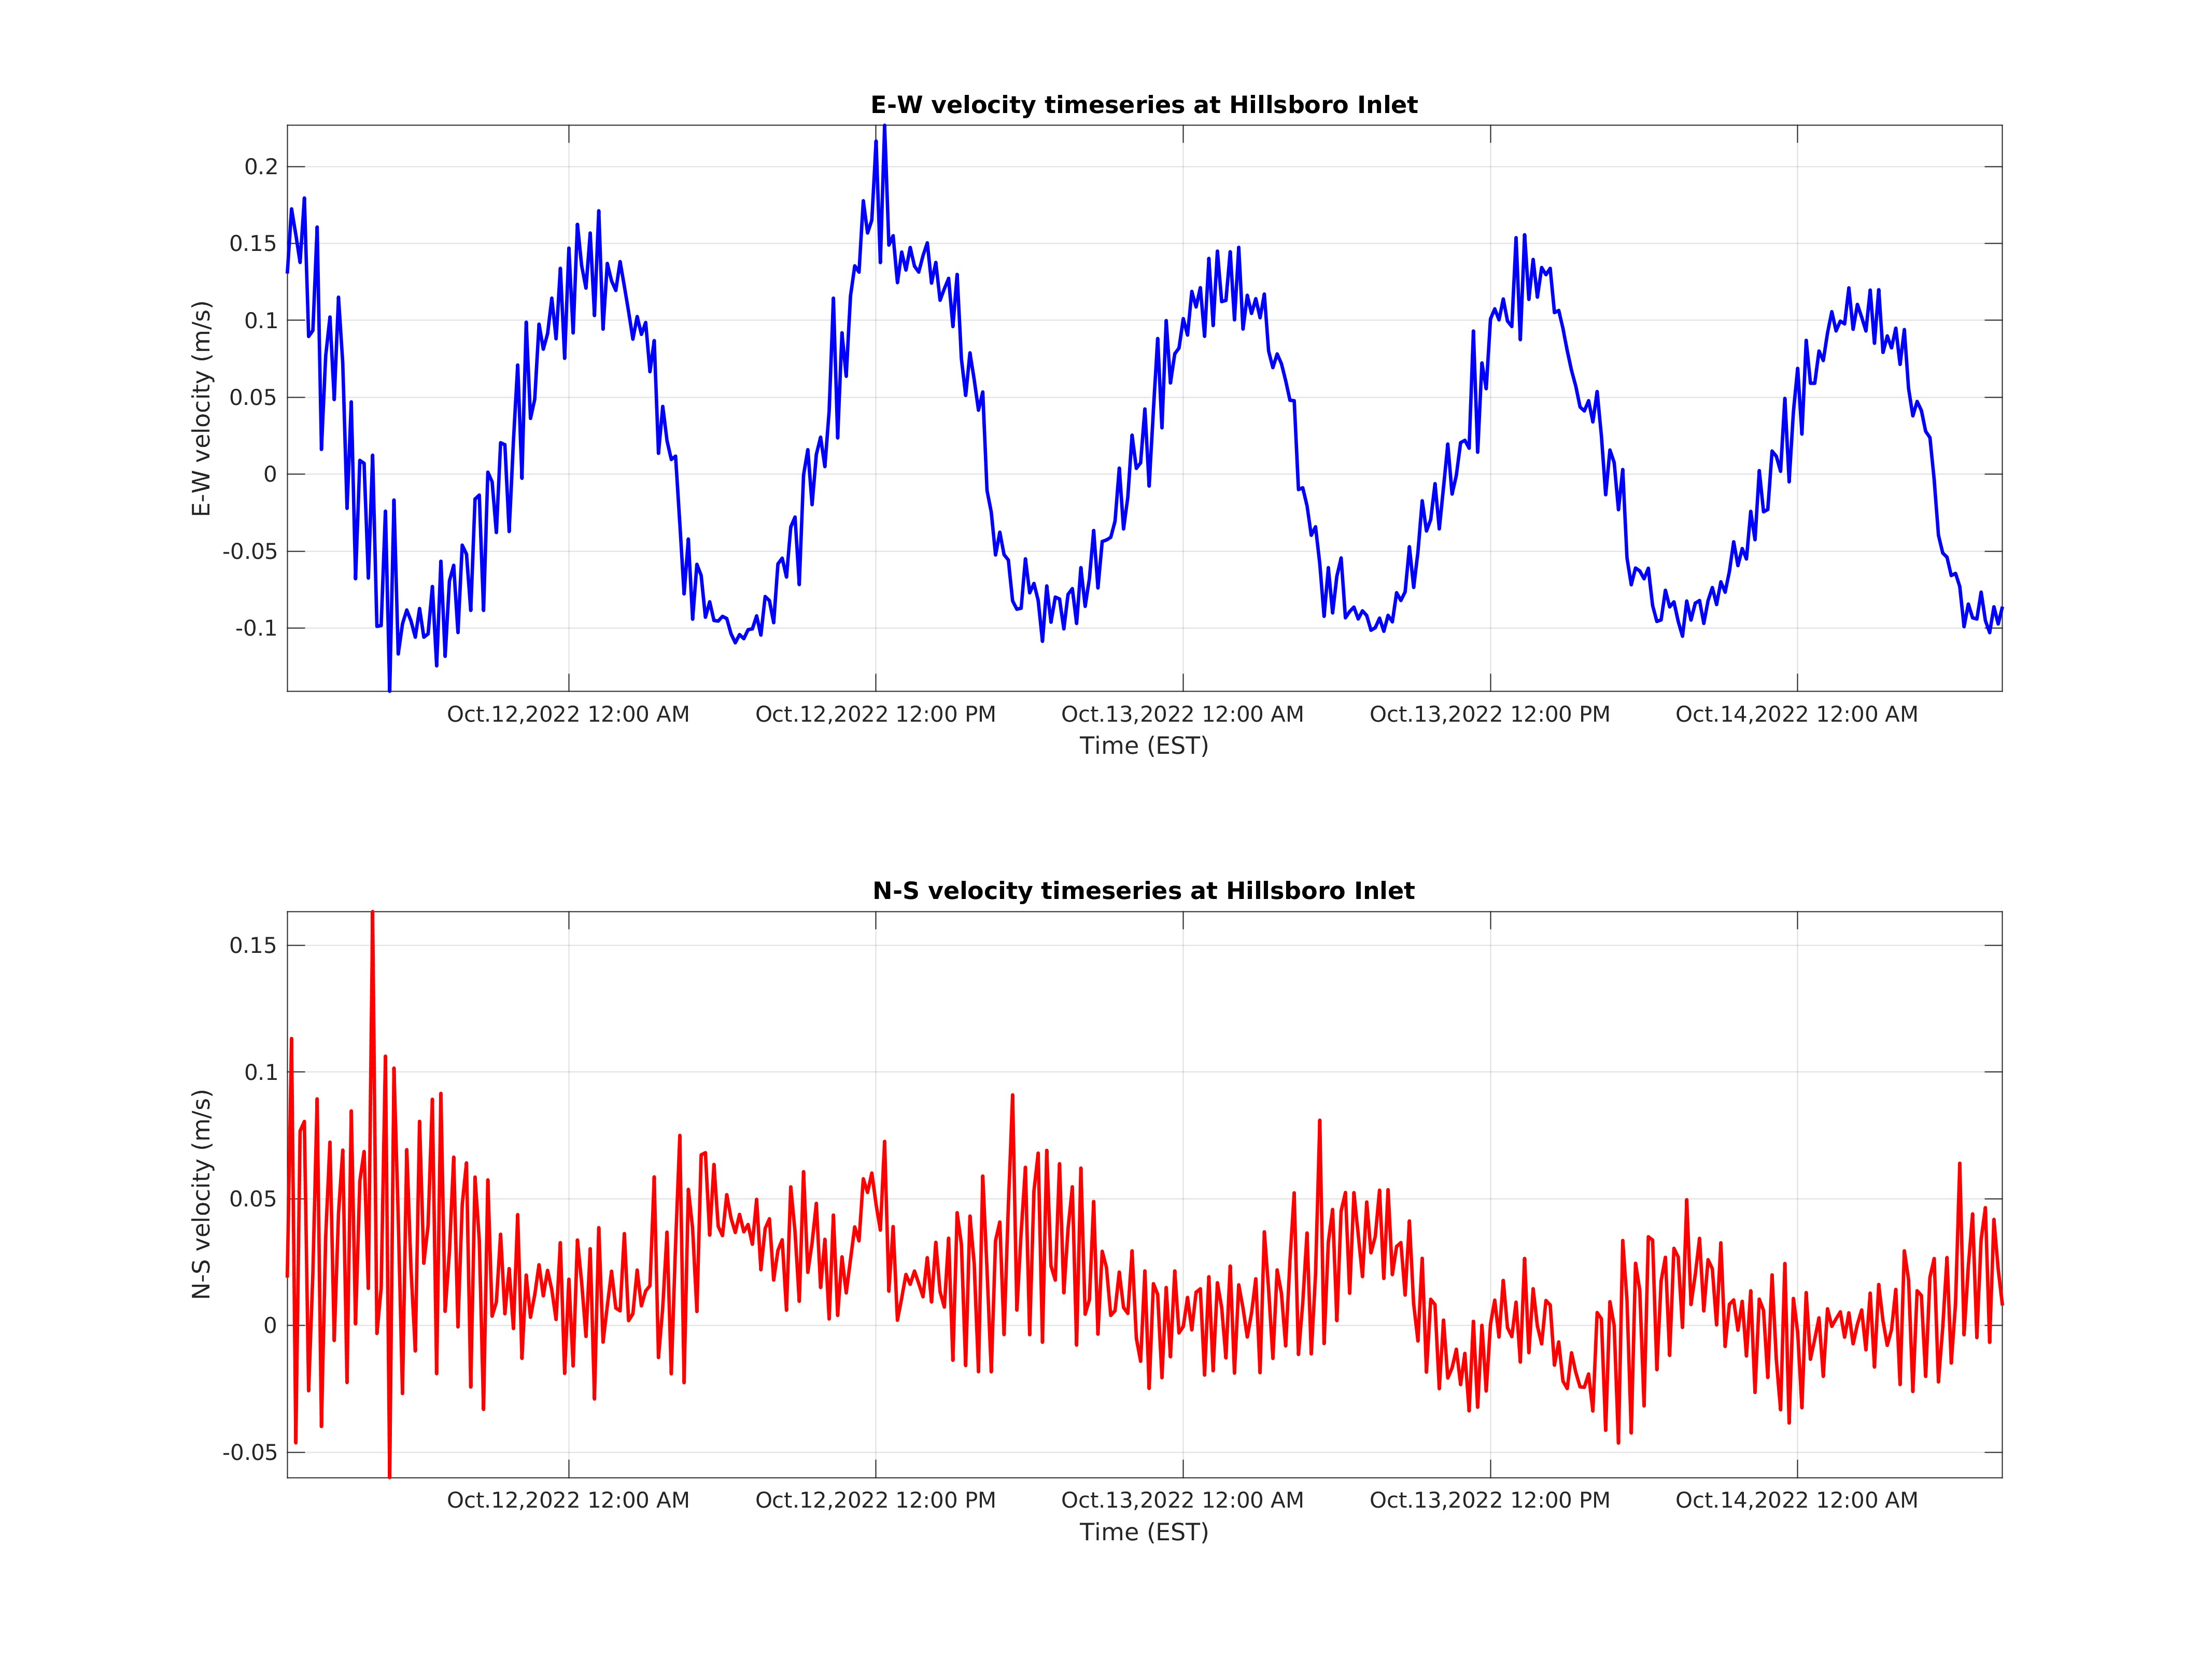 E-W velocity timeseries at Hillsboro Inlet
E-W velocity (m/s)
0.2
0.15
0.1
0.05
0
-0.05
-0.1
Oct.12,2022 12:00 AM
Oct.12,2022 12:00 PM
Oct.13,2022 12:00 AM
Oct.13,2022 12:00 PM
Oct.14,2022 12:00 AM
Time (EST)
N-S velocity timeseries at Hillsboro Inlet
N-S velocity (m/s)
0.15
0.1
0.05
0
-0.05
Oct.12,2022 12:00 AM
Oct.12,2022 12:00 PM
Oct.13,2022 12:00 AM
Oct.13,2022 12:00 PM
Oct.14,2022 12:00 AM
Time (EST)